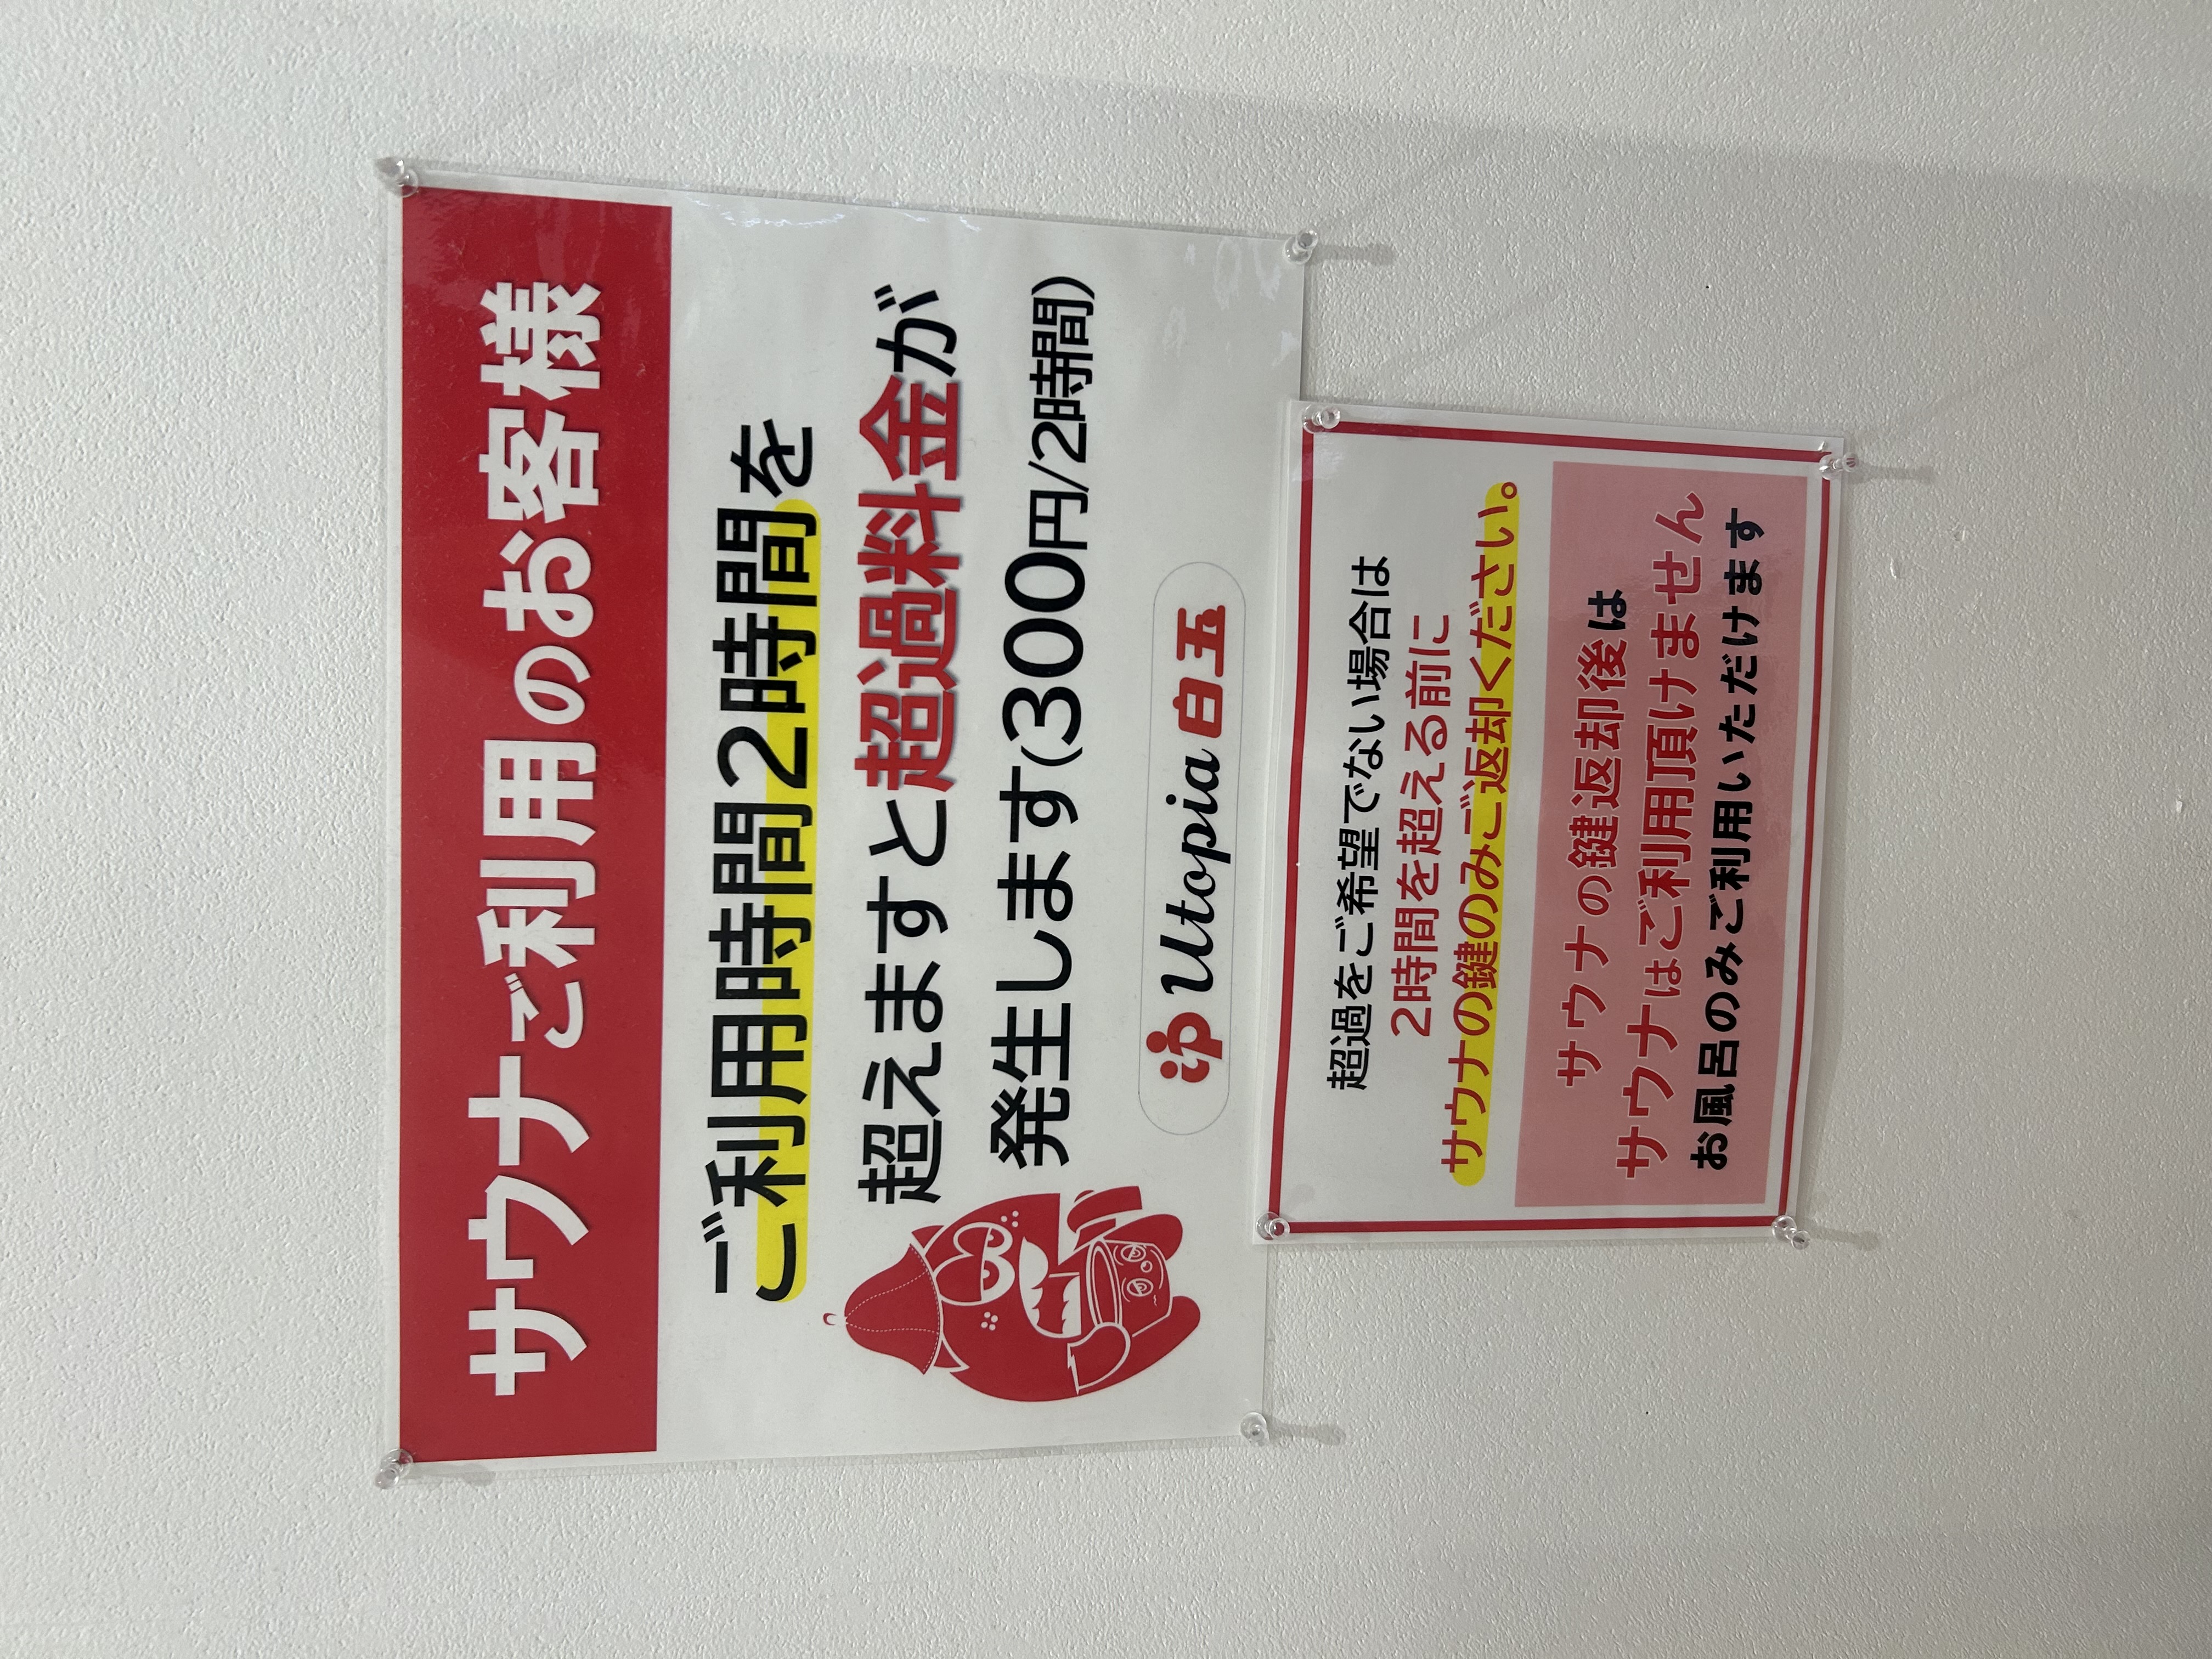 サウナご利用のお客様
ご利用時間2時間を
超えますと超過料金が
発生します(300円/2時間)
Utopia 白玉
超過をご希望でない場合は
2時間を超える前に
サウナの鍵のみご返却ください。
サウナの鍵返却後は
サウナはご利用頂けません
お風呂のみご利用いただけます